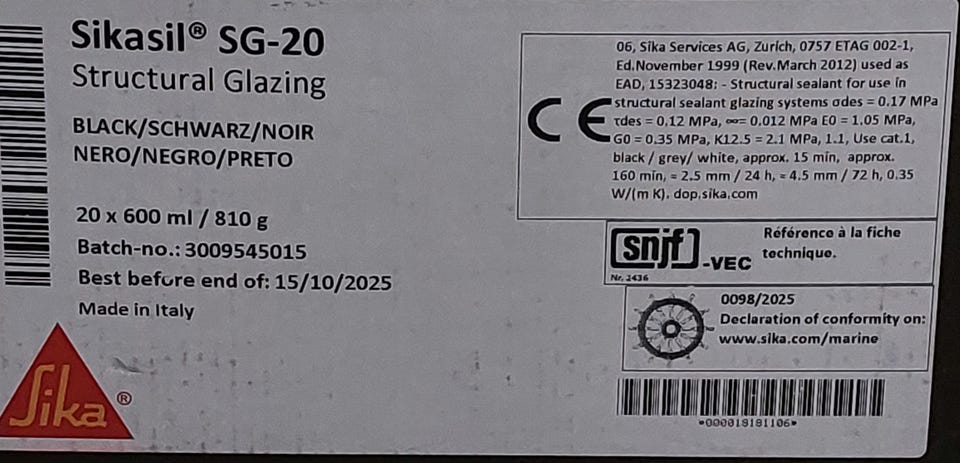 Sikasil® SG-20
Structural Glazing
BLACK/SCHWARZ/NOIR
NERO/NEGRO/PRETO
20 x 600 ml / 810 g
Batch-no.: 3009545015
Best before end of: 15/10/2025
Made in Italy
Sika®
CE
06, Sika Services AG, Zurich, 0757 ETAG 002-1,
Ed.November 1999 (Rev.March 2012) used as
EAD, 15323048; - Structural sealant for use in
structural sealant glazing systems σdes = 0.17 MPa
τdes = 0.12 MPa, ∞= 0.012 MPa E0 = 1.05 MPa,
G0 = 0.35 MPa, K12.5 = 2.1 MPa, 1.1, Use cat.1,
black / grey/ white, approx. 15 min, approx.
160 min, ≈ 2.5 mm / 24 h, ≈ 4.5 mm / 72 h, 0.35
W/(m K). dop.sika.com
snjf -VEC
Nr. 2436
Référence à la fiche
technique.
0098/2025
Declaration of conformity on:
www.sika.com/marine
*000018181106*